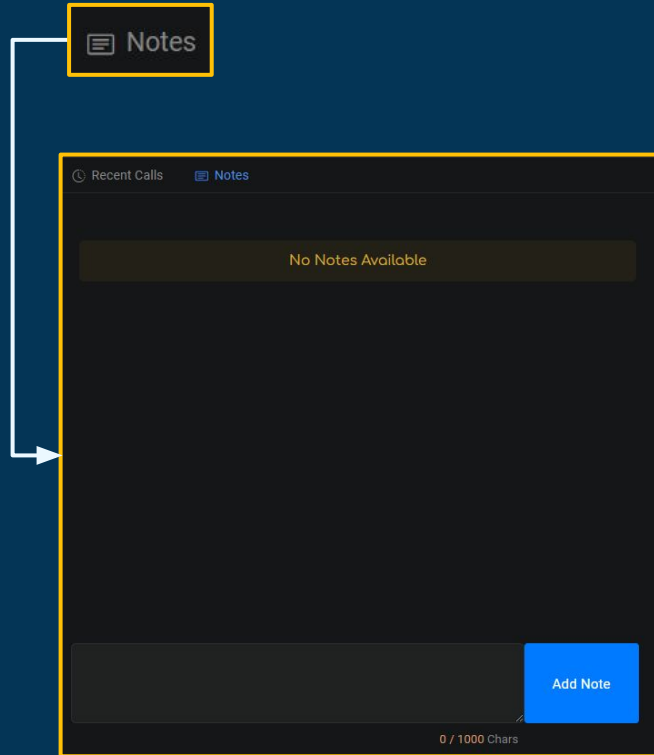 Notes
Recent Calls Notes
No Notes Available
Add Note
0 / 1000 Chars